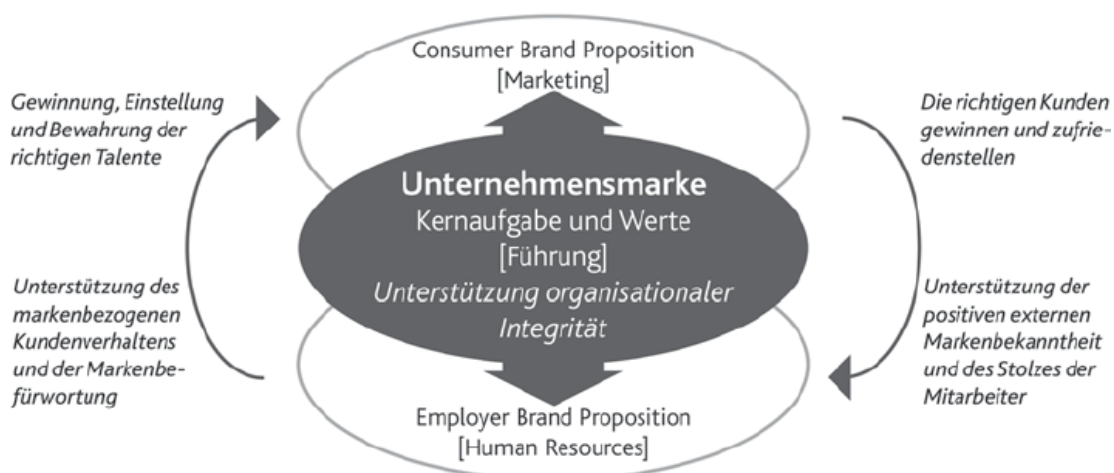 Consumer Brand Proposition
[Marketing]
Gewinnung, Einstellung
und Bewahrung der
richtigen Talente
Die richtigen Kunden
gewinnen und zufrie-
denstellen
Unternehmensmarke
Kernaufgabe und Werte
[Führung]
Unterstützung organisationaler
Integrität
Unterstützung des
markenbezogenen
Kundenverhaltens
und der Markenbe-
fürwortung
Unterstützung der
positiven externen
Markenbekanntheit
und des Stolzes der
Mitarbeiter
Employer Brand Proposition
[Human Resources]